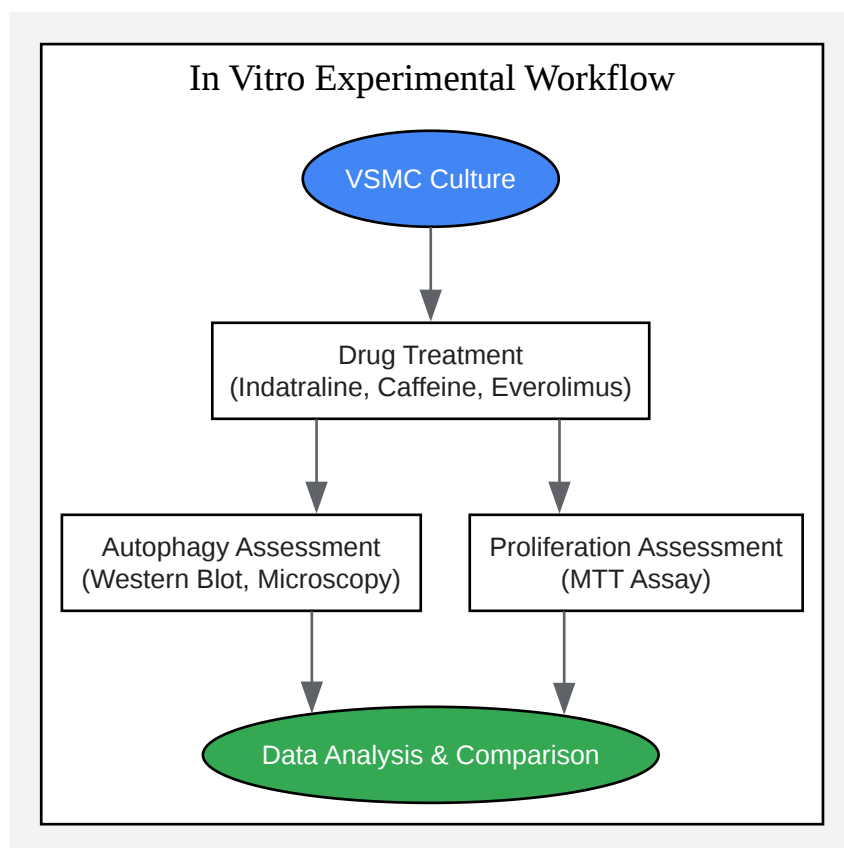 In Vitro Experimental Workflow
VSMC Culture
Drug Treatment
(Indatraline, Caffeine, Everolimus)
Autophagy Assessment
(Western Blot, Microscopy)
Proliferation Assessment
(MTT Assay)
Data Analysis & Comparison